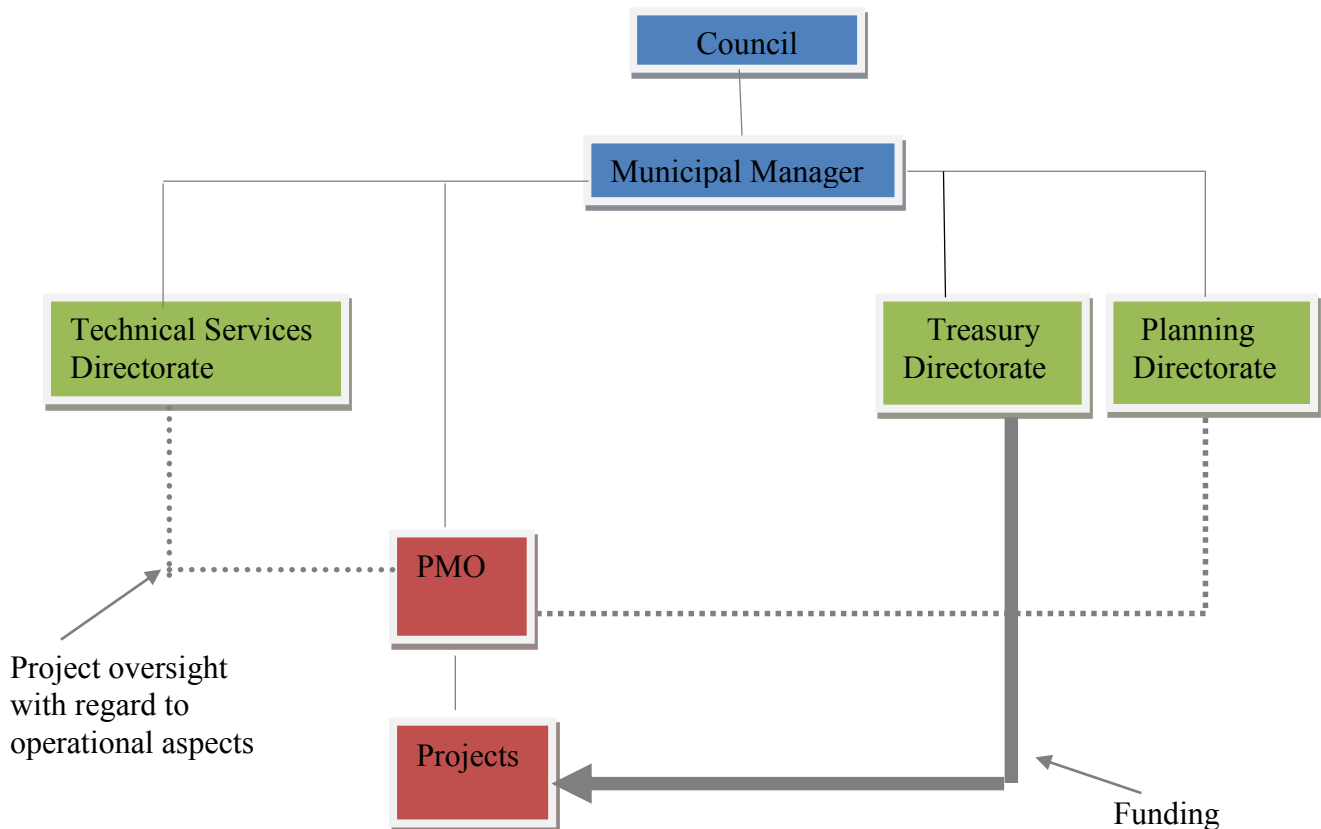 Council
Municipal Manager
Technical Services
Directorate
Treasury
Directorate
Planning
Directorate
PMO
Project oversight
with regard to
operational aspects
Projects
Funding